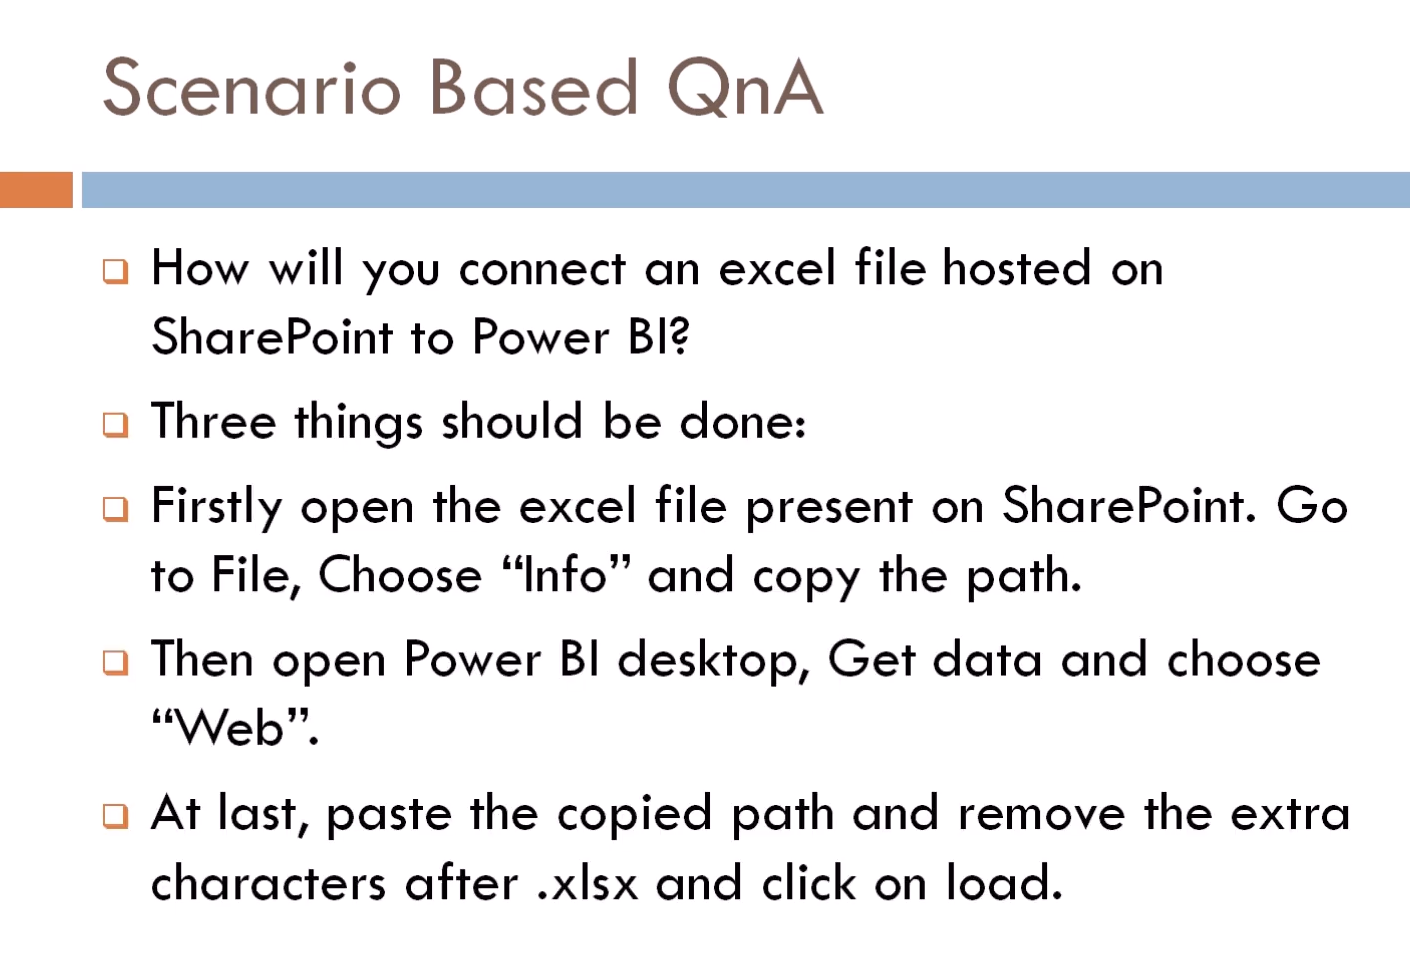 Scenario Based QnA
How will you connect an excel file hosted on
SharePoint to Power BI?
Three things should be done:
Firstly open the excel file present on SharePoint. Go
to File, Choose “Info” and copy the path.
Then open Power BI desktop, Get data and choose
“Web”.
At last, paste the copied path and remove the extra
characters after .xlsx and click on load.